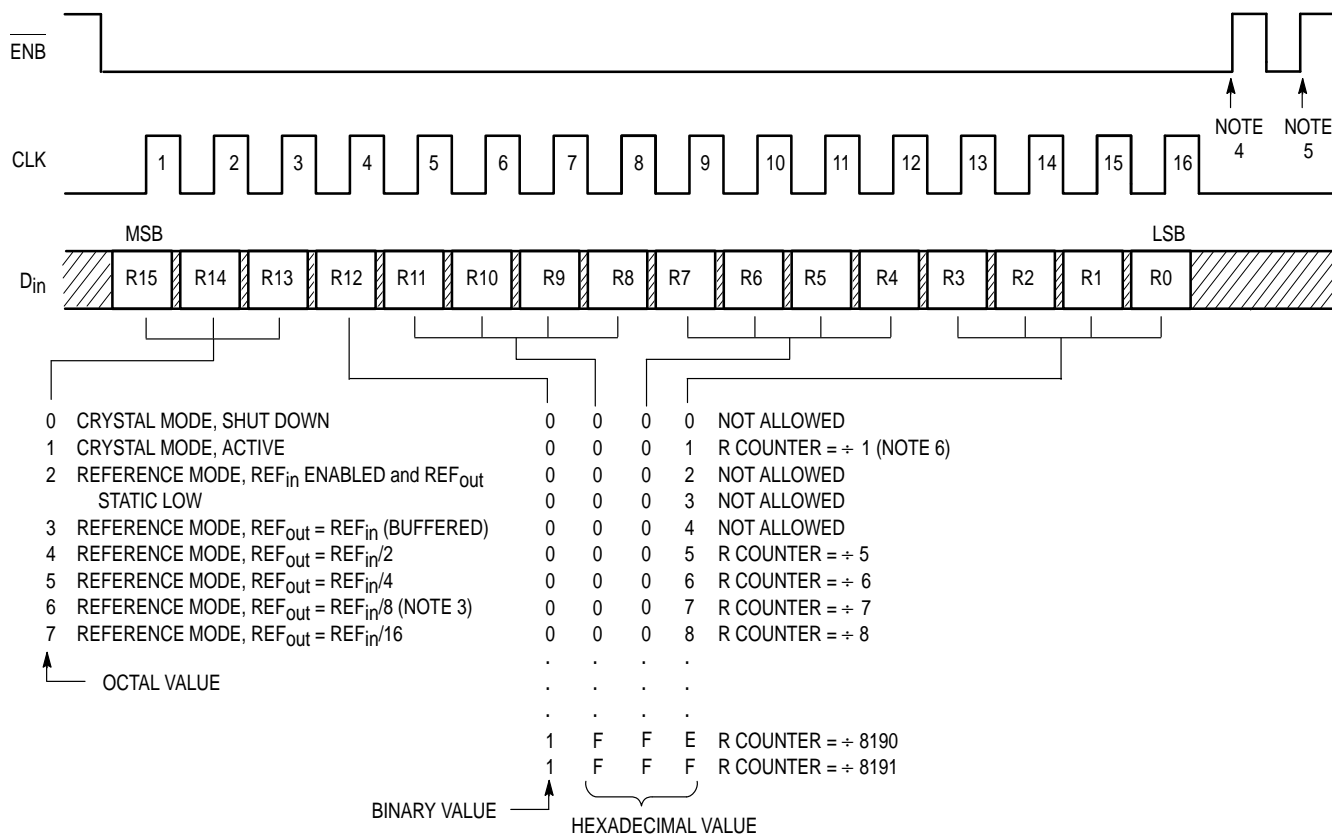 ENB
NOTE 4 NOTE 5
CLK 1 2 3 4 5 6 7 8 9 10 11 12 13 14 15 16
MSB LSB
Din R15 R14 R13 R12 R11 R10 R9 R8 R7 R6 R5 R4 R3 R2 R1 R0
0 CRYSTAL MODE, SHUT DOWN
1 CRYSTAL MODE, ACTIVE
2 REFERENCE MODE, REFin ENABLED and REFout
STATIC LOW
3 REFERENCE MODE, REFout = REFin (BUFFERED)
4 REFERENCE MODE, REFout = REFin/2
5 REFERENCE MODE, REFout = REFin/4
6 REFERENCE MODE, REFout = REFin/8 (NOTE 3)
7 REFERENCE MODE, REFout = REFin/16
OCTAL VALUE
0 0 0 0 NOT ALLOWED
0 0 0 1 R COUNTER = ÷ 1 (NOTE 6)
0 0 0 2 NOT ALLOWED
0 0 0 3 NOT ALLOWED
0 0 0 4 NOT ALLOWED
0 0 0 5 R COUNTER = ÷ 5
0 0 0 6 R COUNTER = ÷ 6
0 0 0 7 R COUNTER = ÷ 7
0 0 0 8 R COUNTER = ÷ 8
. . . .
. . . .
. . . .
1 F F E R COUNTER = ÷ 8190
1 F F F R COUNTER = ÷ 8191
BINARY VALUE
HEXADECIMAL VALUE